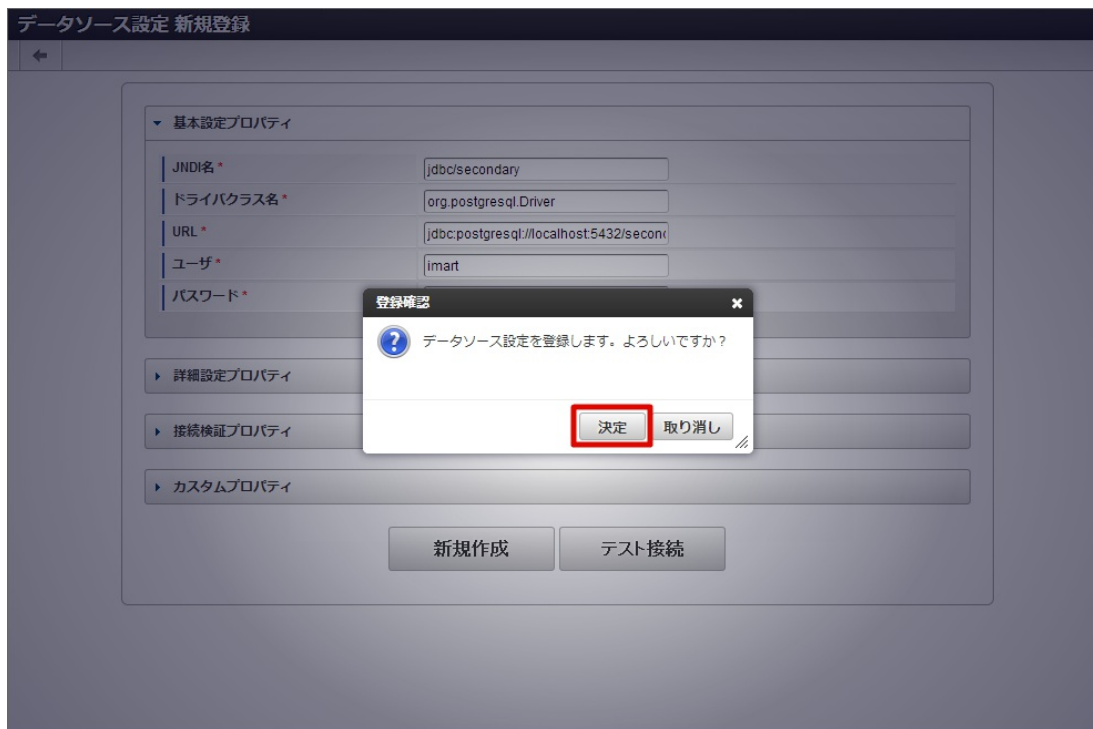 データソース設定 新規登録
基本設定プロパティ
JNDI名 * jdbc/secondary
ドライバクラス名 * org.postgresql.Driver
URL * jdbc:postgresql://localhost:5432/secon
ユーザ * imart
パスワード *
登録確認
データソース設定を登録します。よろしいですか？
決定 取り消し
詳細設定プロパティ
接続検証プロパティ
カスタムプロパティ
新規作成 テスト接続